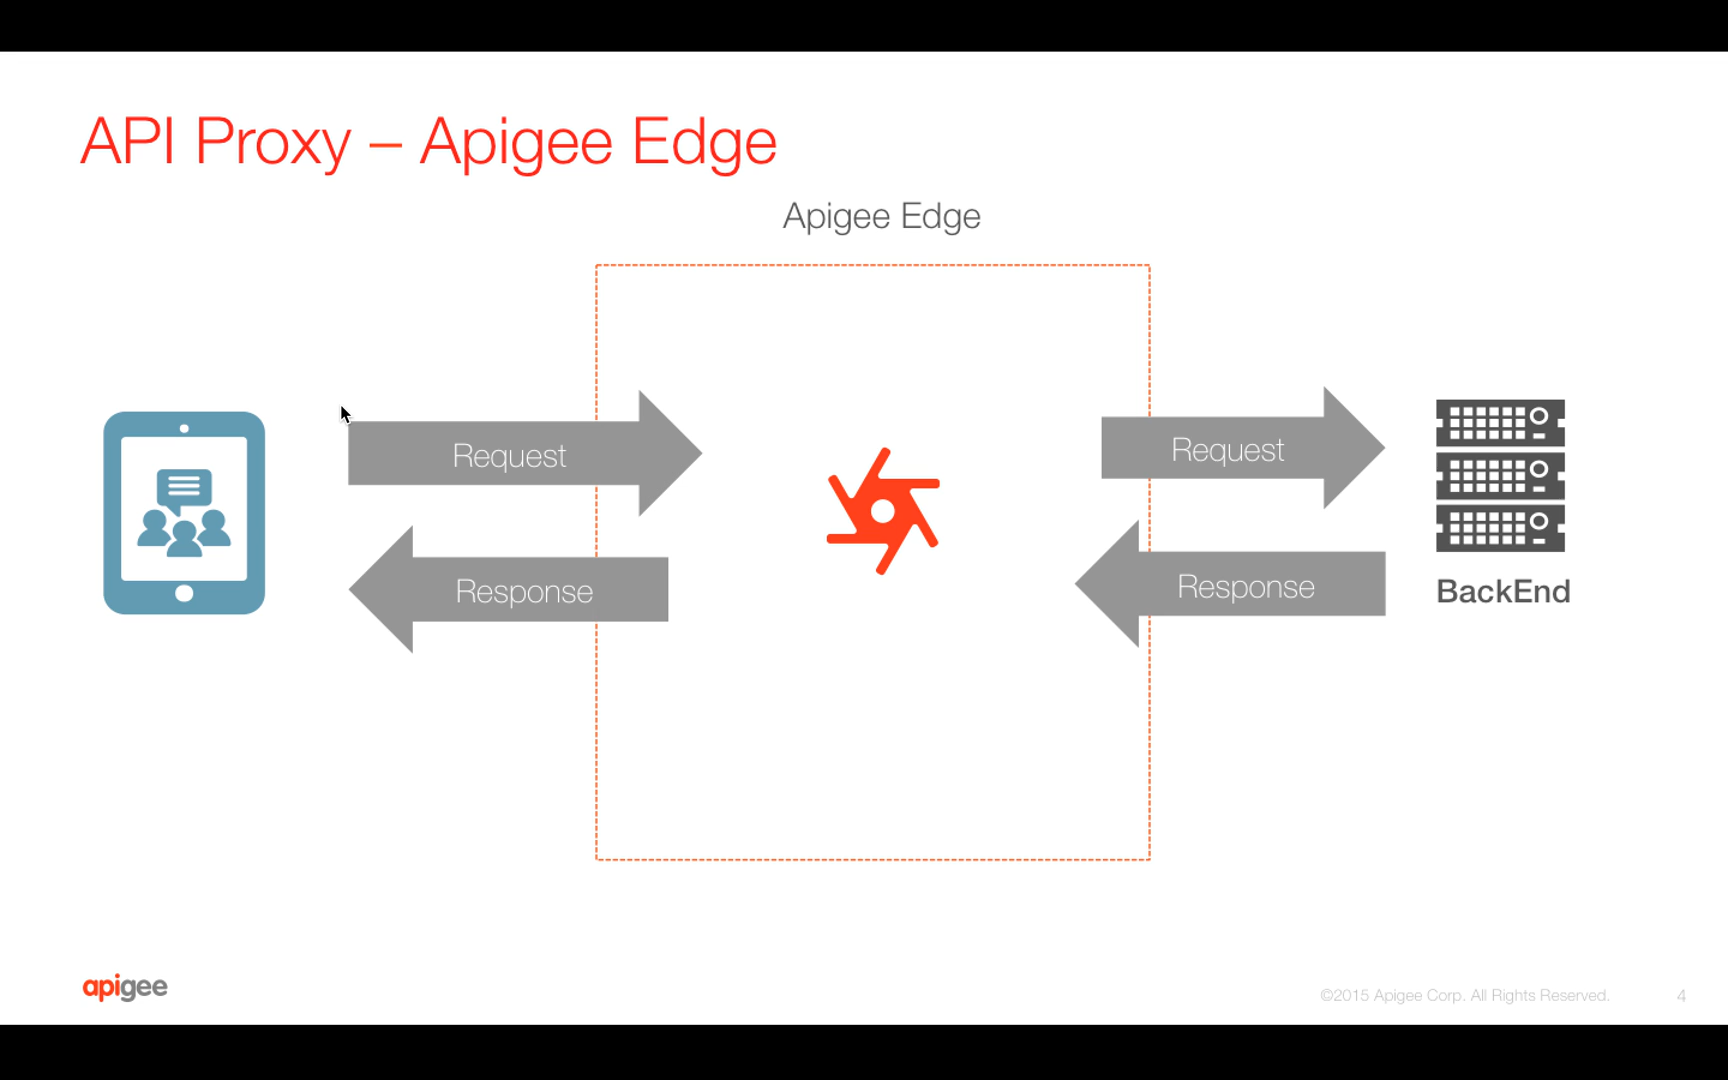 API Proxy – Apigee Edge
Apigee Edge
Request
Request
Response
Response
BackEnd
apigee
©2015 Apigee Corp. All Rights Reserved.
4